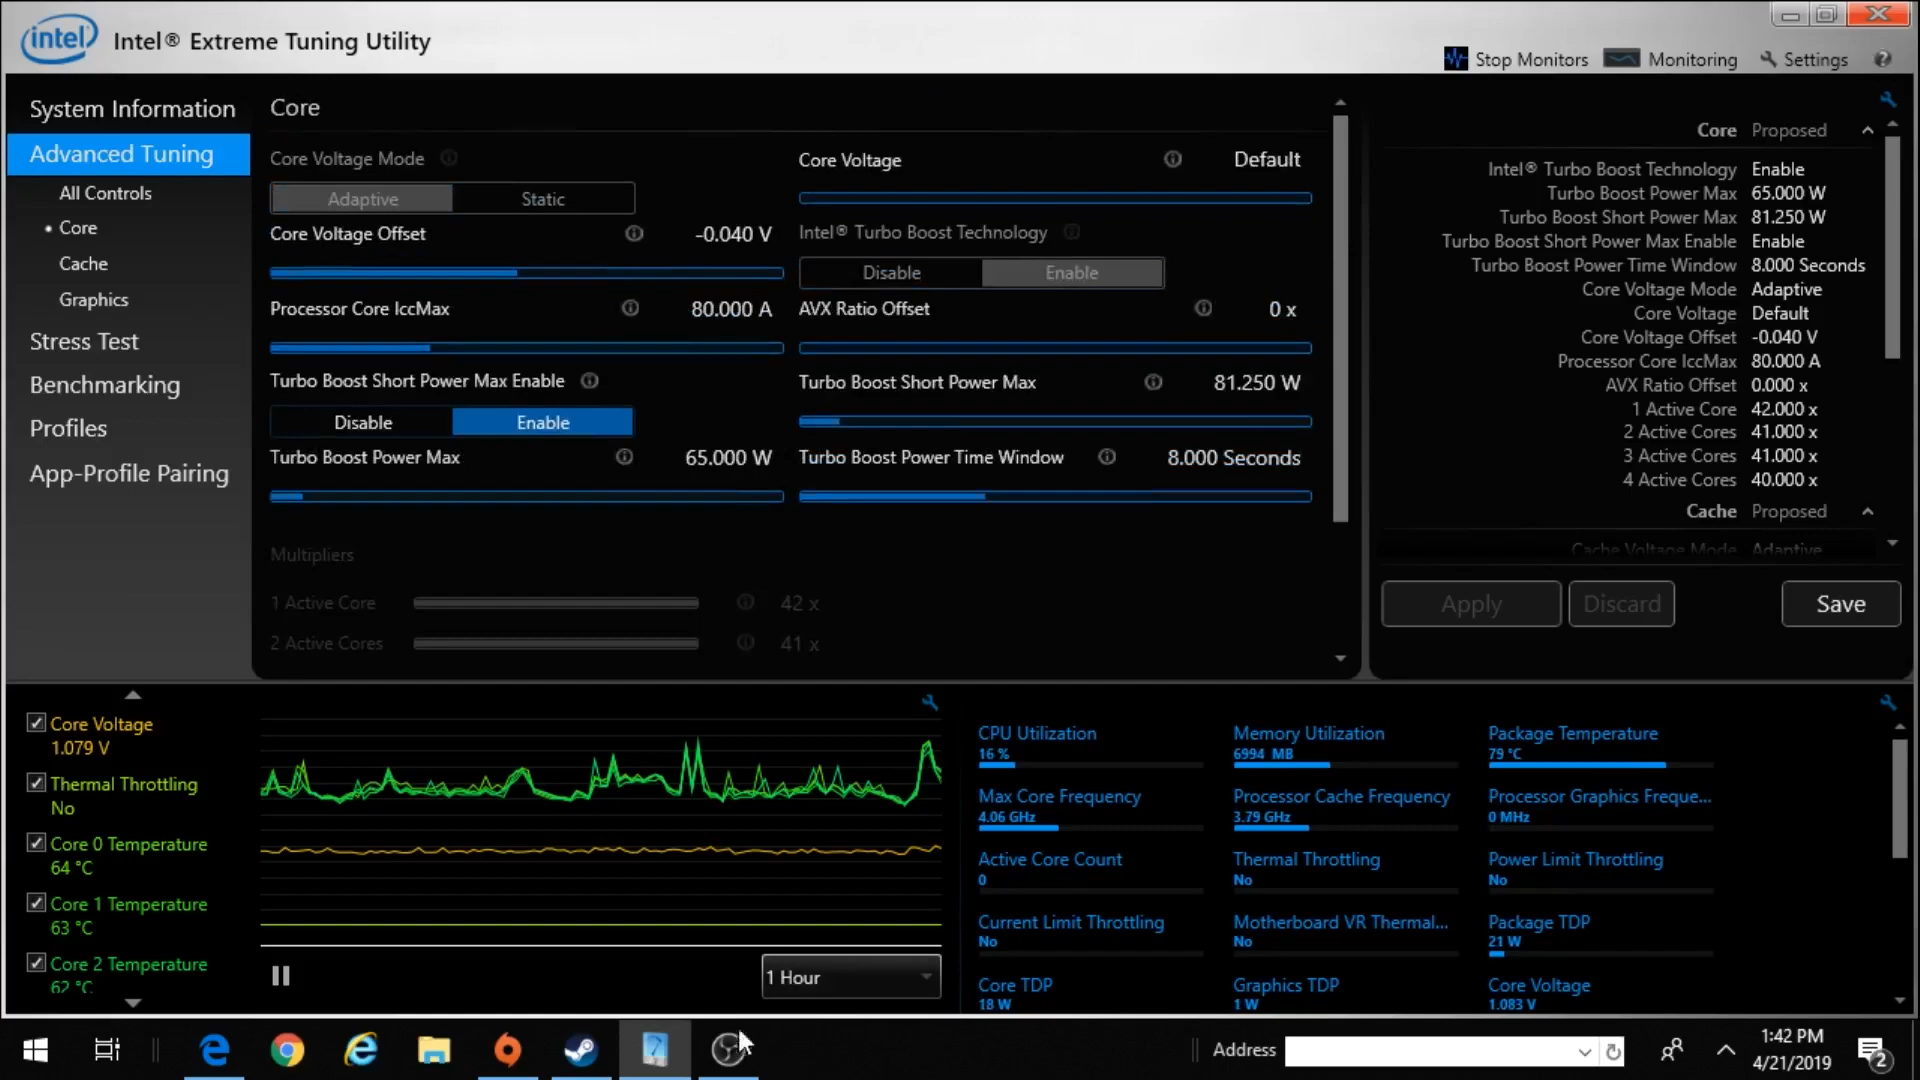 intel
Intel® Extreme Tuning Utility
Stop Monitors
Monitoring
Settings
?
System Information
Advanced Tuning
All Controls
• Core
Cache
Graphics
Stress Test
Benchmarking
Profiles
App-Profile Pairing
Core
Core Voltage Mode
Adaptive
Static
Core Voltage
Default
Core Voltage Offset
-0.040 V
Intel® Turbo Boost Technology
Disable
Enable
Processor Core IccMax
80.000 A
AVX Ratio Offset
0 x
Turbo Boost Short Power Max Enable
Disable
Enable
Turbo Boost Short Power Max
81.250 W
Turbo Boost Power Max
65.000 W
Turbo Boost Power Time Window
8.000 Seconds
Multipliers
1 Active Core
42 x
2 Active Cores
41 x
Core Proposed
Intel® Turbo Boost Technology Enable
Turbo Boost Power Max 65.000 W
Turbo Boost Short Power Max 81.250 W
Turbo Boost Short Power Max Enable Enable
Turbo Boost Power Time Window 8.000 Seconds
Core Voltage Mode Adaptive
Core Voltage Default
Core Voltage Offset -0.040 V
Processor Core IccMax 80.000 A
AVX Ratio Offset 0.000 x
1 Active Core 42.000 x
2 Active Cores 41.000 x
3 Active Cores 41.000 x
4 Active Cores 40.000 x
Cache Proposed
Cache Voltage Mode Adaptive
Apply
Discard
Save
Core Voltage
1.079 V
Thermal Throttling
No
Core 0 Temperature
64 °C
Core 1 Temperature
63 °C
Core 2 Temperature
62 °C
1 Hour
CPU Utilization
16 %
Memory Utilization
6994 MB
Package Temperature
79 °C
Max Core Frequency
4.06 GHz
Processor Cache Frequency
3.79 GHz
Processor Graphics Freque...
0 MHz
Active Core Count
0
Thermal Throttling
No
Power Limit Throttling
No
Current Limit Throttling
No
Motherboard VR Thermal...
No
Package TDP
21 W
Core TDP
18 W
Graphics TDP
1 W
Core Voltage
1.083 V
Address
1:42 PM
4/21/2019
2